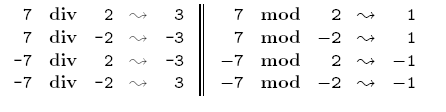 7 div 2 ⤳ 3 7 mod 2 ⤳ 1
7 div -2 ⤳ -3 7 mod −2 ⤳ 1
-7 div 2 ⤳ -3 −7 mod 2 ⤳ −1
-7 div -2 ⤳ 3 −7 mod −2 ⤳ −1